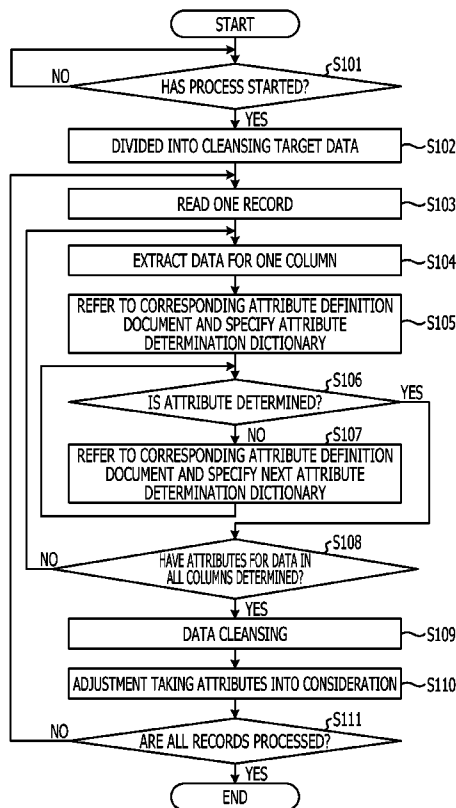 START
S101
NO
HAS PROCESS STARTED?
YES
DIVIDED INTO CLEANSING TARGET DATA
S102
READ ONE RECORD
S103
EXTRACT DATA FOR ONE COLUMN
S104
REFER TO CORRESPONDING ATTRIBUTE DEFINITION
DOCUMENT AND SPECIFY ATTRIBUTE
DETERMINATION DICTIONARY
S105
S106
IS ATTRIBUTE DETERMINED?
YES
NO
S107
REFER TO CORRESPONDING ATTRIBUTE DEFINITION
DOCUMENT AND SPECIFY NEXT ATTRIBUTE
DETERMINATION DICTIONARY
S108
NO
HAVE ATTRIBUTES FOR DATA IN
ALL COLUMNS DETERMINED?
YES
DATA CLEANSING
S109
ADJUSTMENT TAKING ATTRIBUTES INTO CONSIDERATION
S110
S111
NO
ARE ALL RECORDS PROCESSED?
YES
END